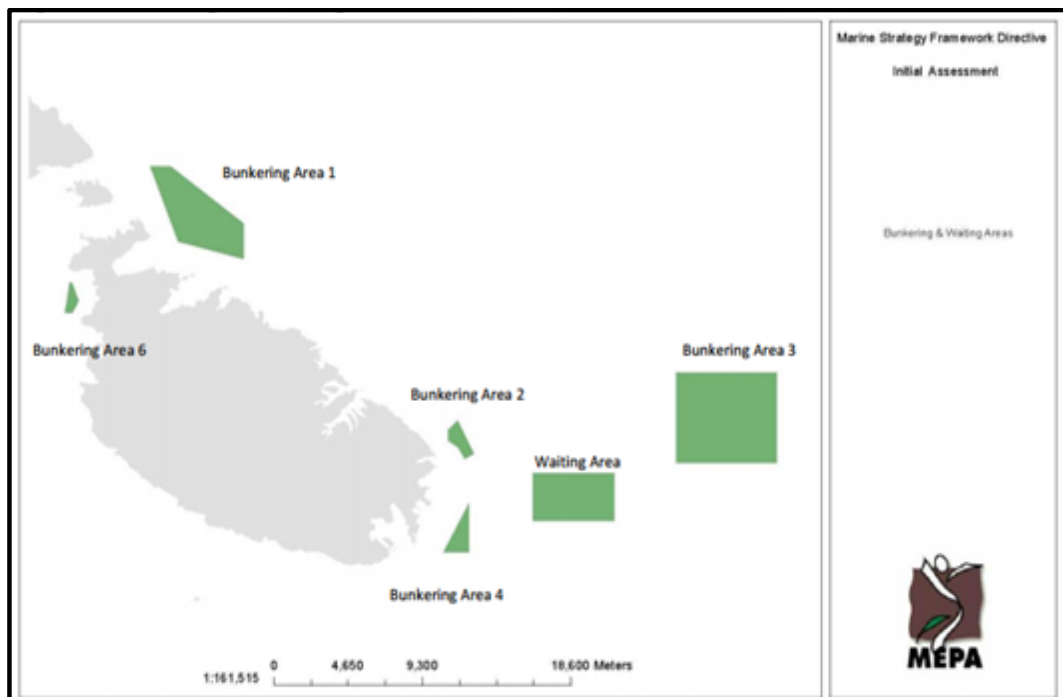 Marine Strategy Framework Directive
Initial Assessment
Bunkering & Waiting Areas
Bunkering Area 1
Bunkering Area 6
Bunkering Area 3
Bunkering Area 2
Waiting Area
Bunkering Area 4
1:161,515
0 4,650 9,300 18,600 Meters
MEPA